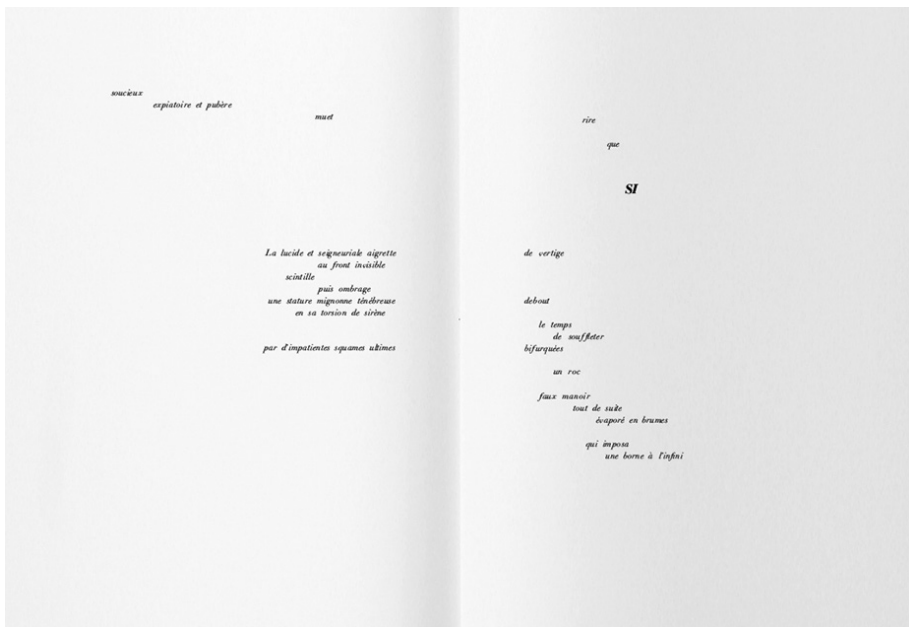 soucieux
expiatoire et pubère
muet
rire
que
SI
La lucide et seigneuriale aigrette
de vertige
au front invisible
scintille
puis ombrage
une stature mignonne ténébreuse
debout
en sa torsion de sirène
le temps
de souffleter
par d'impatientes squames ultimes
bifurquées
un roc
faux manoir
tout de suite
évaporé en brumes
qui imposa
une borne à l'infini